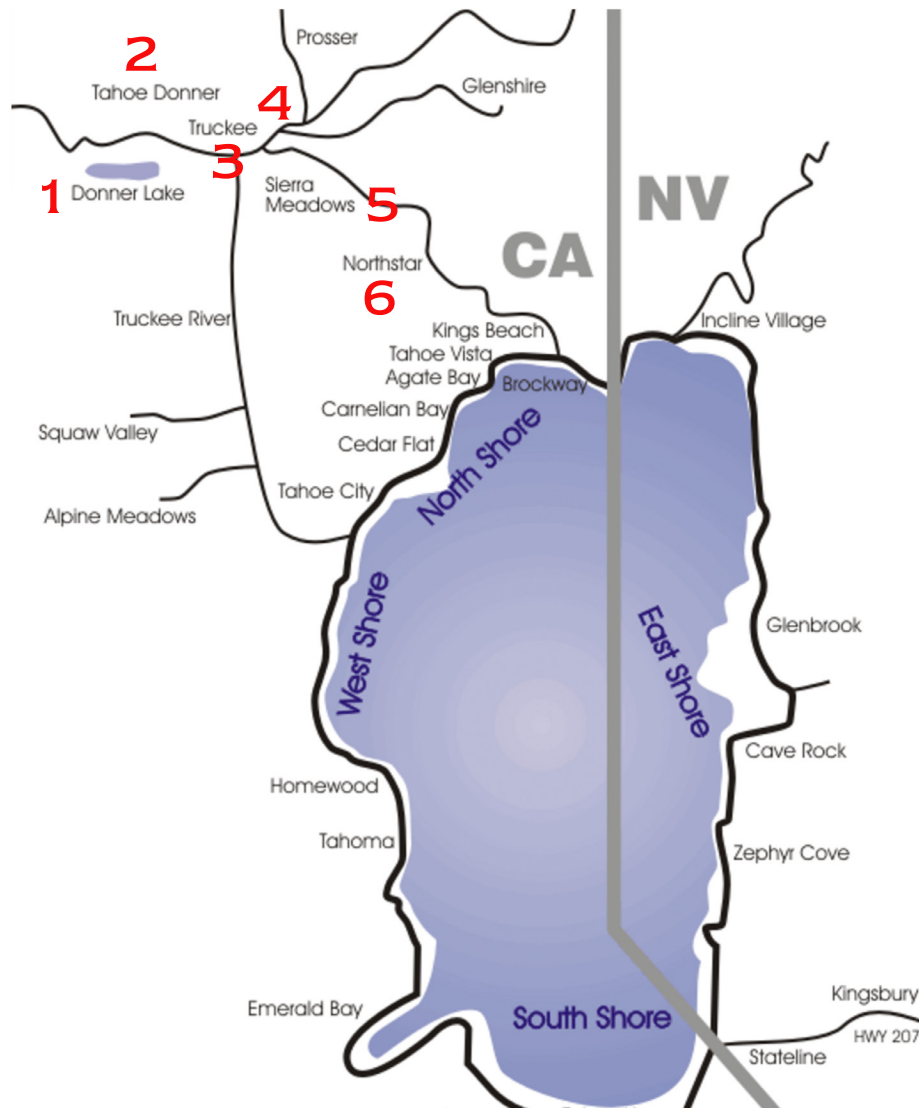 Prosser
2
Tahoe Donner
Glenshire
4
Truckee
3
1
Donner Lake
Sierra
Meadows
5
NV
CA
Northstar
6
Truckee River
Incline Village
Kings Beach
Tahoe Vista
Agate Bay
Brockway
Carnelian Bay
Squaw Valley
Cedar Flat
North Shore
Tahoe City
Alpine Meadows
West Shore
East Shore
Glenbrook
Cave Rock
Homewood
Tahoma
Zephyr Cove
Emerald Bay
South Shore
Kingsbury
HWY 207
Stateline